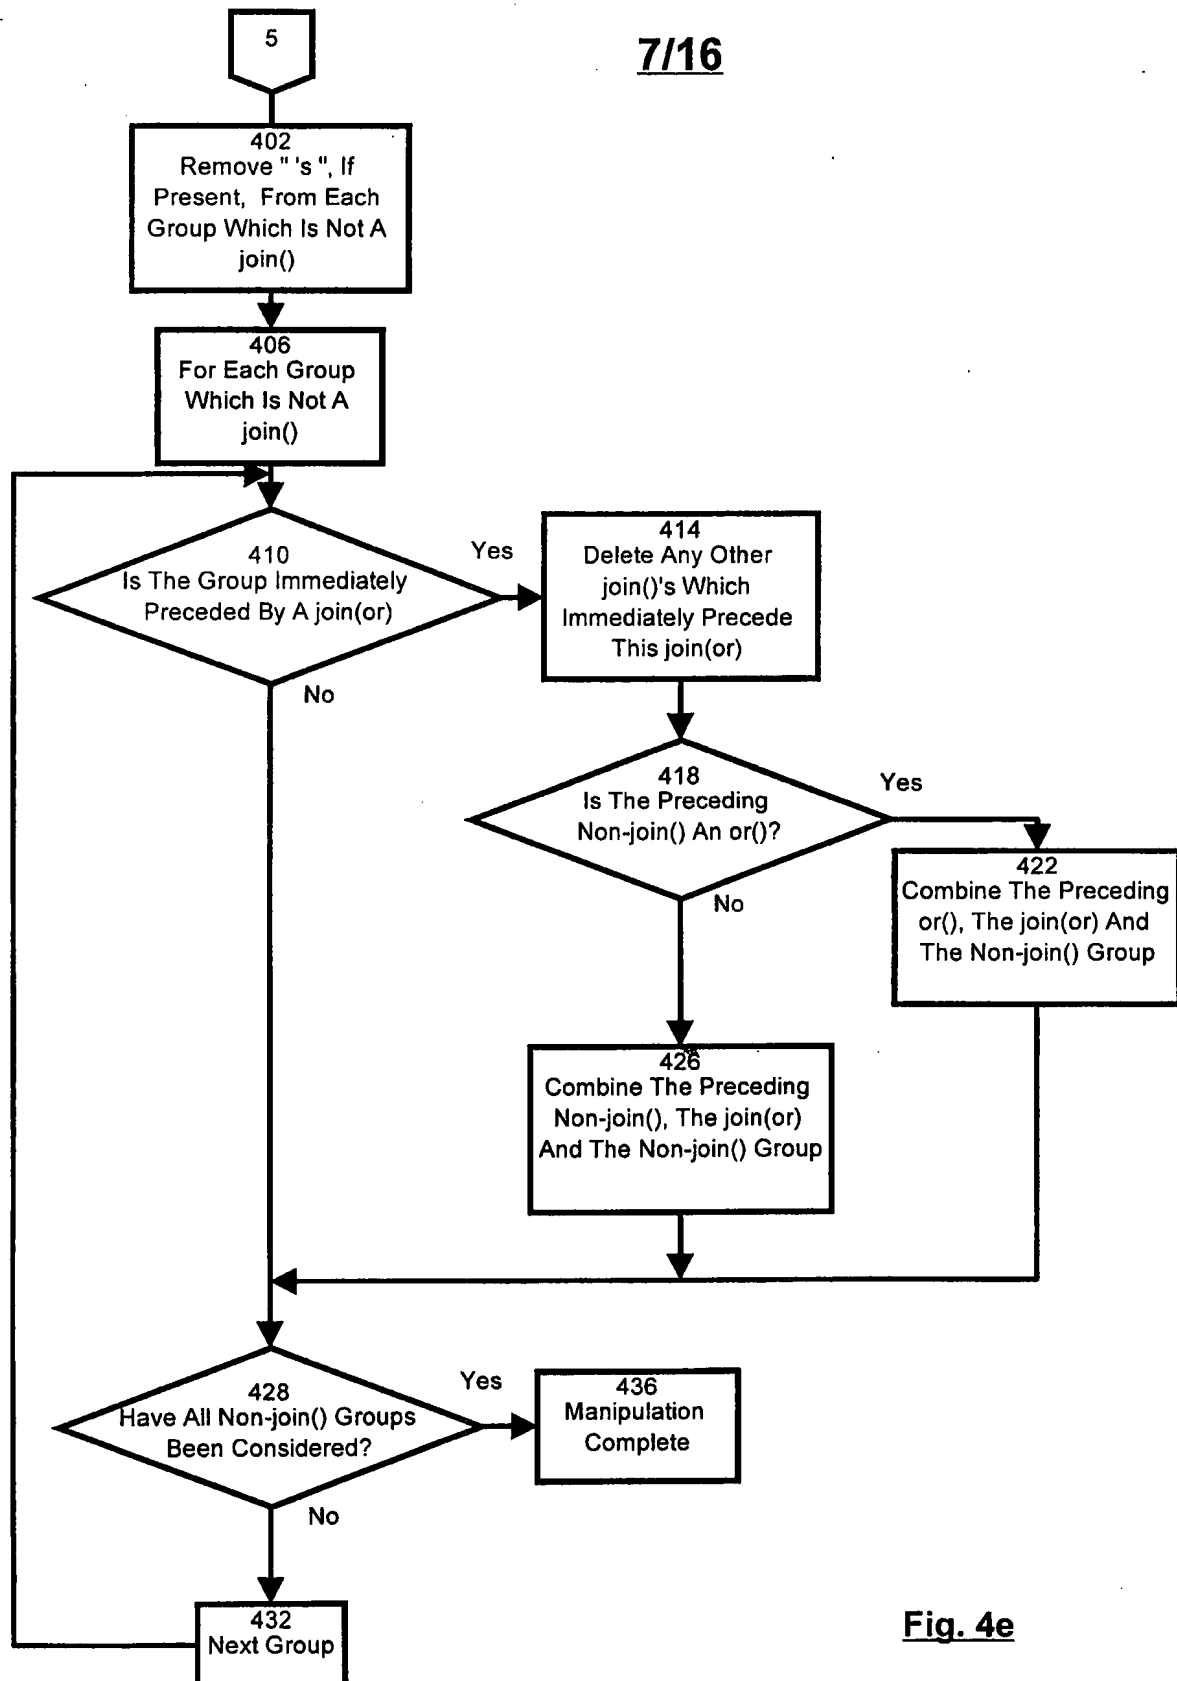 5
7/16
402
Remove " 's ", If
Present, From Each
Group Which Is Not A
join()
406
For Each Group
Which Is Not A
join()
410
Is The Group Immediately
Preceded By A join(or)
Yes
No
414
Delete Any Other
join()'s Which
Immediately Precede
This join(or)
418
Is The Preceding
Non-join() An or()?
Yes
No
422
Combine The Preceding
or(), The join(or) And
The Non-join() Group
426
Combine The Preceding
Non-join(), The join(or)
And The Non-join() Group
428
Have All Non-join() Groups
Been Considered?
Yes
No
436
Manipulation
Complete
432
Next Group
Fig. 4e